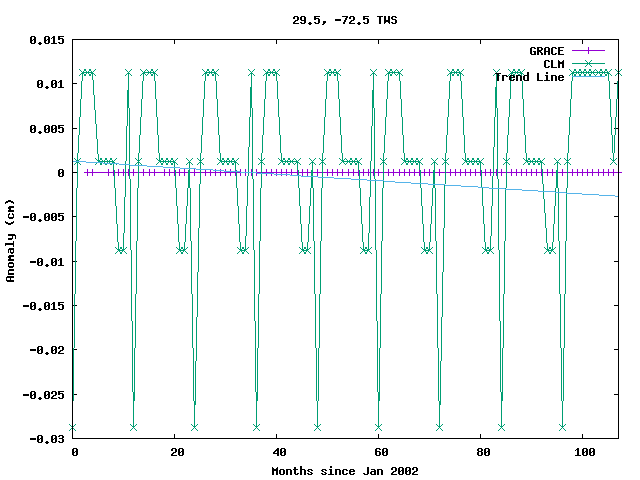 29.5, -72.5 TWS
0.015
0.01
0.005
0
-0.005
-0.01
-0.015
-0.02
-0.025
-0.03
Anomaly (cm)
GRACE
CLM
Trend Line
0 20 40 60 80 100
Months since Jan 2002